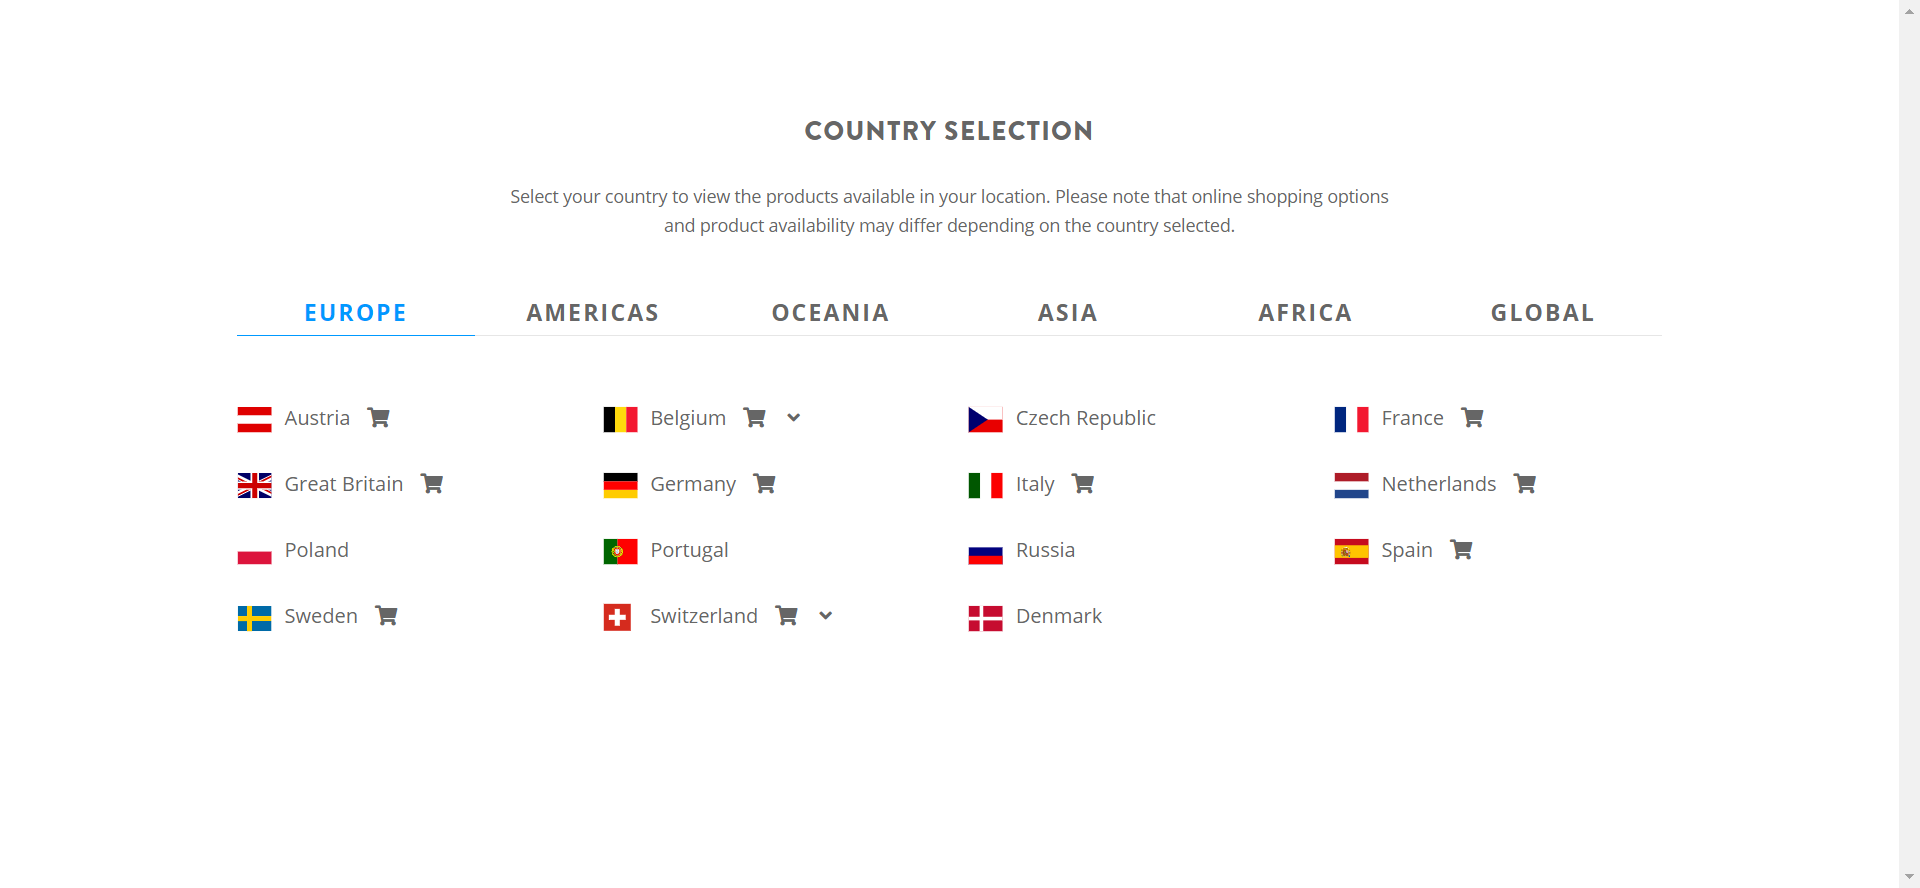 COUNTRY SELECTION
Select your country to view the products available in your location. Please note that online shopping options
and product availability may differ depending on the country selected.
EUROPE AMERICAS OCEANIA ASIA AFRICA GLOBAL
Austria Belgium Czech Republic France
Great Britain Germany Italy Netherlands
Poland Portugal Russia Spain
Sweden Switzerland Denmark